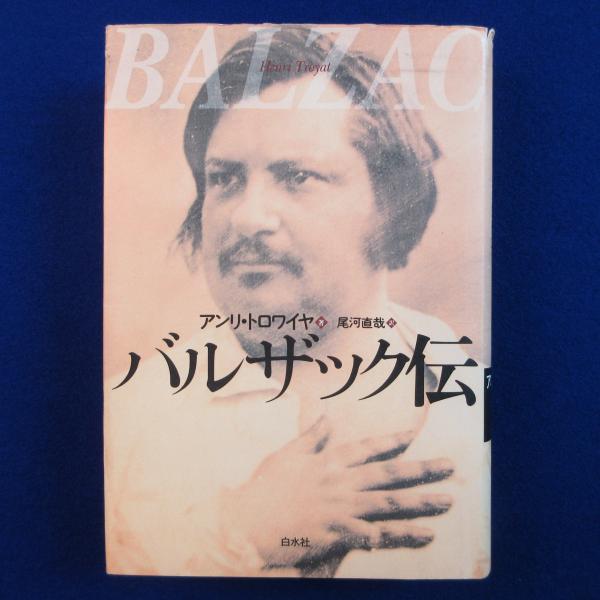 BALZAC
Henri Troyat
アンリ・トロワイヤ 著 尾河直哉 訳
バルザック伝
白水社